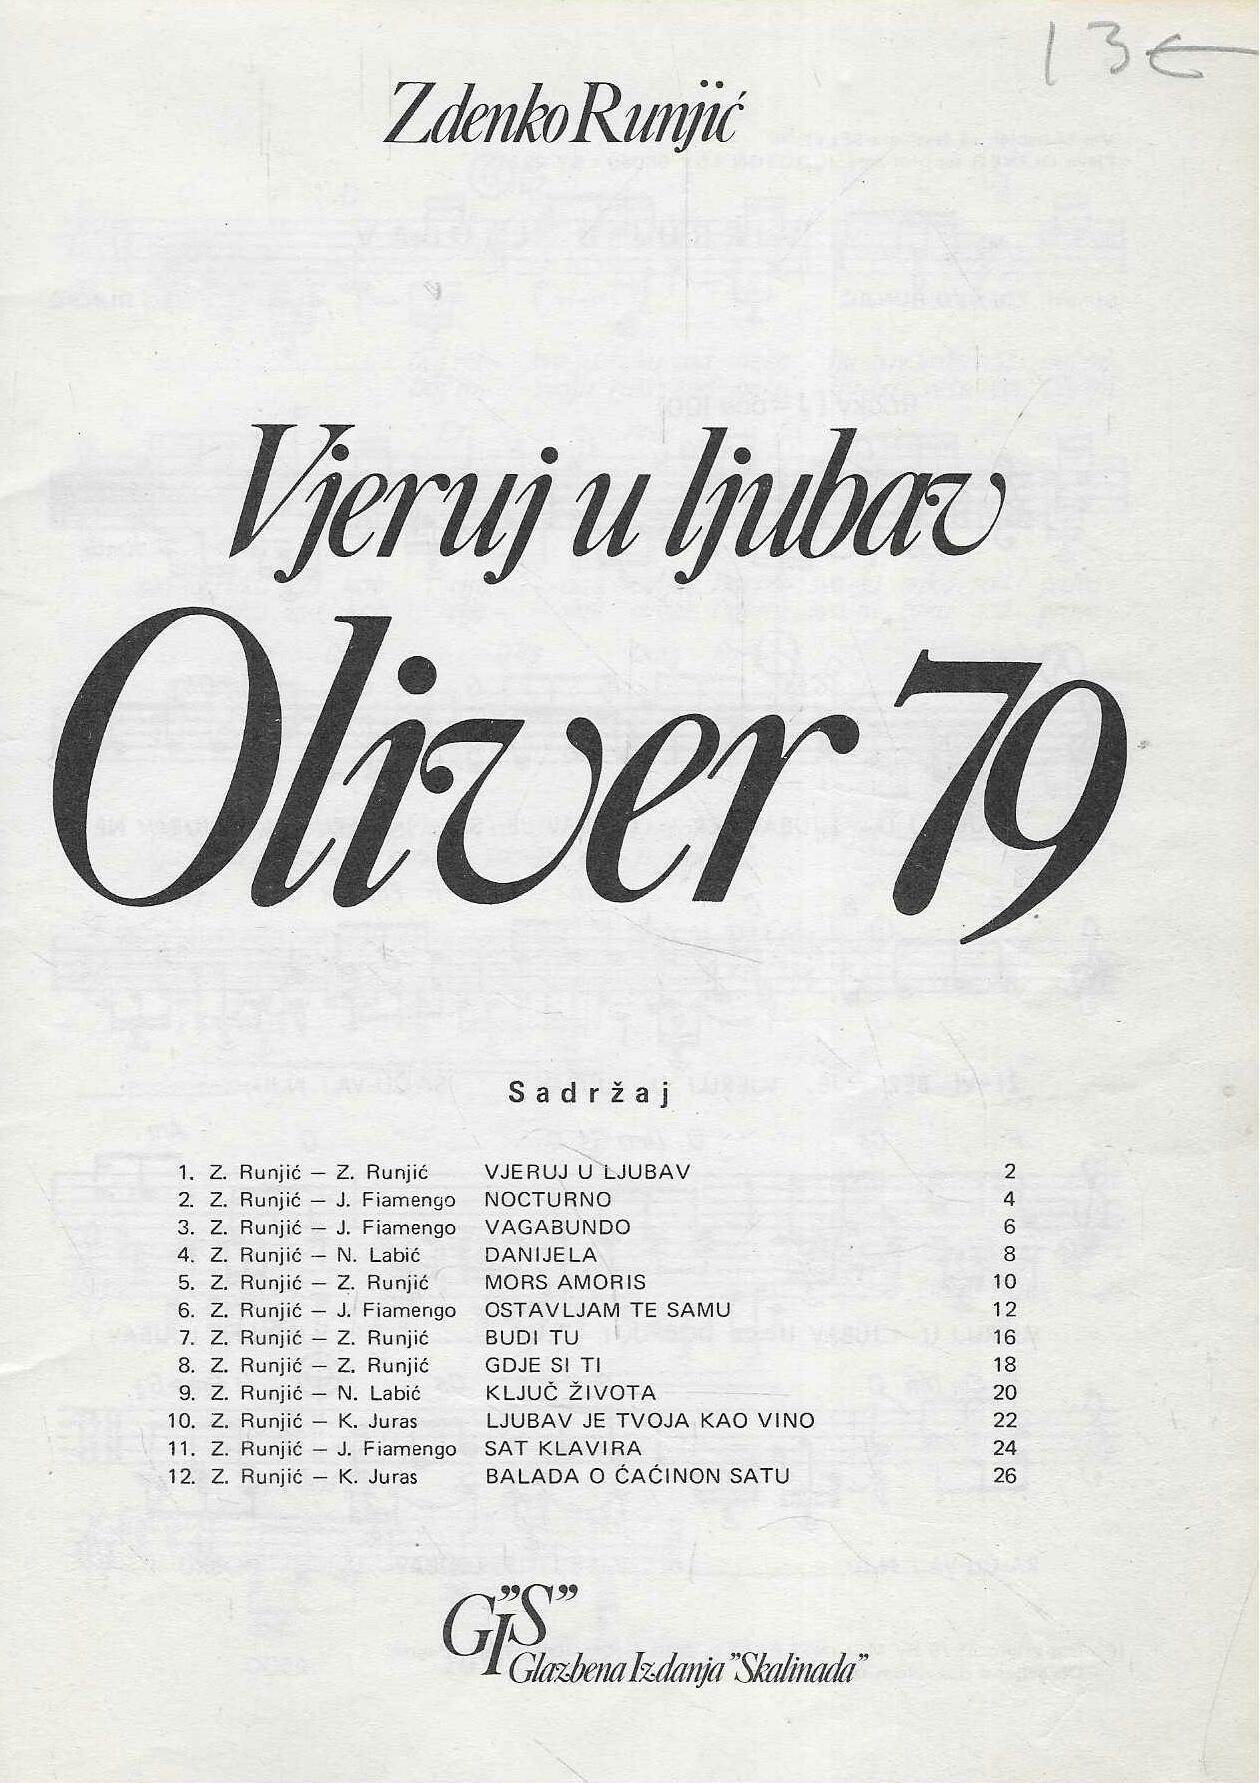 13€
Zdenko Runjić
Vjeruj u ljubav
Oliver 79
Sadržaj
1. Z. Runjić — Z. Runjić VJERUJ U LJUBAV 2
2. Z. Runjić — J. Fiamengo NOCTURNO 4
3. Z. Runjić — J. Fiamengo VAGABUNDO 6
4. Z. Runjić — N. Labić DANIJELA 8
5. Z. Runjić — Z. Runjić MORS AMORIS 10
6. Z. Runjić — J. Fiamengo OSTAVLJAM TE SAMU 12
7. Z. Runjić — Z. Runjić BUDI TU 16
8. Z. Runjić — Z. Runjić GDJE SI TI 18
9. Z. Runjić — N. Labić KLJUČ ŽIVOTA 20
10. Z. Runjić — K. Juras LJUBAV JE TVOJA KAO VINO 22
11. Z. Runjić — J. Fiamengo SAT KLAVIRA 24
12. Z. Runjić — K. Juras BALADA O ĆAĆINON SATU 26
GI”S”
Glazbena Izdanja ”Skalinada”